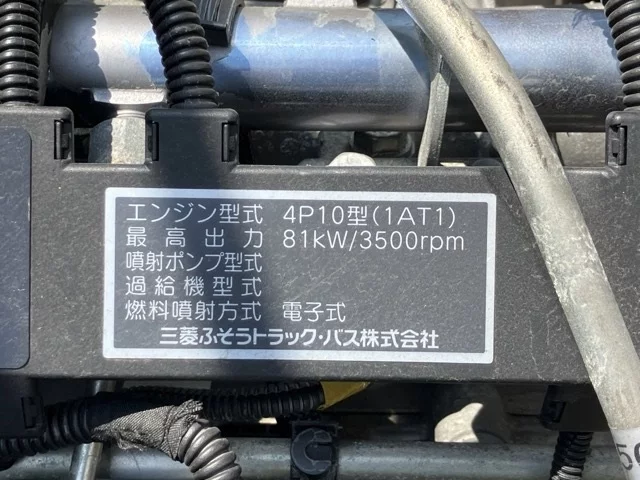 エンジン型式 4P10型(1AT1)
最高出力 81kW/3500rpm
噴射ポンプ型式
過給機型式
燃料噴射方式 電子式
三菱ふそうトラック・バス株式会社